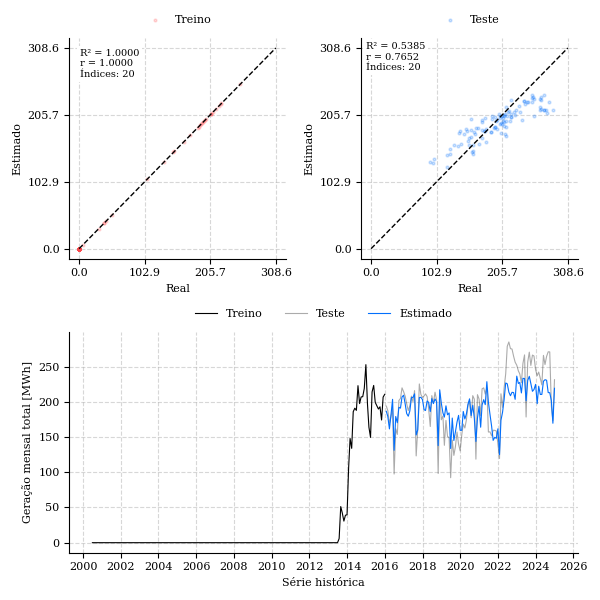 Treino
Teste
R² = 1.0000
r = 1.0000
Índices: 20
R² = 0.5385
r = 0.7652
Índices: 20
Estimado
308.6
205.7
102.9
0.0
0.0 102.9 205.7 308.6
Real
Estimado
308.6
205.7
102.9
0.0
0.0 102.9 205.7 308.6
Real
Treino Teste Estimado
Geração mensal total [MWh]
250
200
150
100
50
0
2000 2002 2004 2006 2008 2010 2012 2014 2016 2018 2020 2022 2024 2026
Série histórica